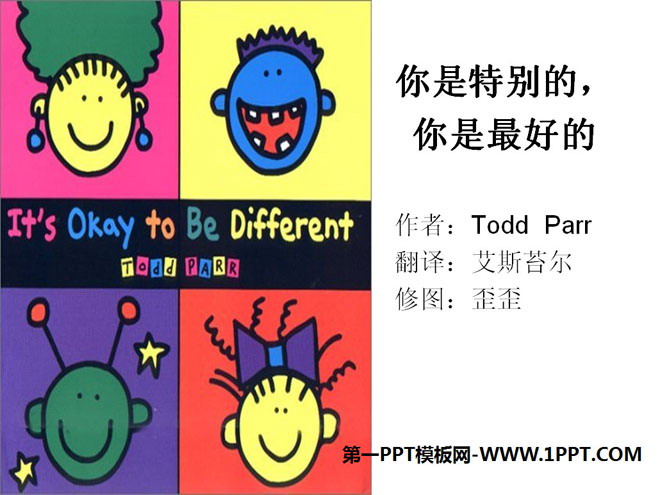 It's Okay to Be Different
Todd PARR
你是特别的，
你是最好的
作者：Todd Parr
翻译：艾斯苔尔
修图：歪歪
第一PPT模板网-WWW.1PPT.COM